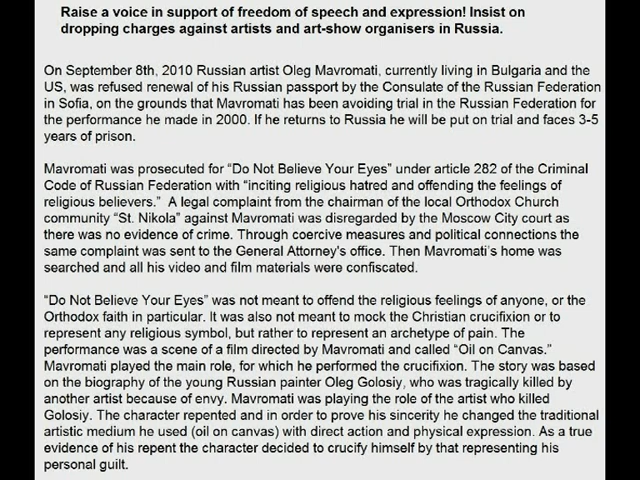 Raise a voice in support of freedom of speech and expression! Insist on
dropping charges against artists and art-show organisers in Russia.
On September 8th, 2010 Russian artist Oleg Mavromati, currently living in Bulgaria and the
US, was refused renewal of his Russian passport by the Consulate of the Russian Federation
in Sofia, on the grounds that Mavromati has been avoiding trial in the Russian Federation for
the performance he made in 2000. If he returns to Russia he will be put on trial and faces 3-5
years of prison.
Mavromati was prosecuted for “Do Not Believe Your Eyes” under article 282 of the Criminal
Code of Russian Federation with “inciting religious hatred and offending the feelings of
religious believers.” A legal complaint from the chairman of the local Orthodox Church
community “St. Nikola” against Mavromati was disregarded by the Moscow City court as
there was no evidence of crime. Through coercive measures and political connections the
same complaint was sent to the General Attorney's office. Then Mavromati's home was
searched and all his video and film materials were confiscated.
“Do Not Believe Your Eyes” was not meant to offend the religious feelings of anyone, or the
Orthodox faith in particular. It was also not meant to mock the Christian crucifixion or to
represent any religious symbol, but rather to represent an archetype of pain. The
performance was a scene of a film directed by Mavromati and called “Oil on Canvas.”
Mavromati played the main role, for which he performed the crucifixion. The story was based
on the biography of the young Russian painter Oleg Golosiy, who was tragically killed by
another artist because of envy. Mavromati was playing the role of the artist who killed
Golosiy. The character repented and in order to prove his sincerity he changed the traditional
artistic medium he used (oil on canvas) with direct action and physical expression. As a true
evidence of his repent the character decided to crucify himself by that representing his
personal guilt.